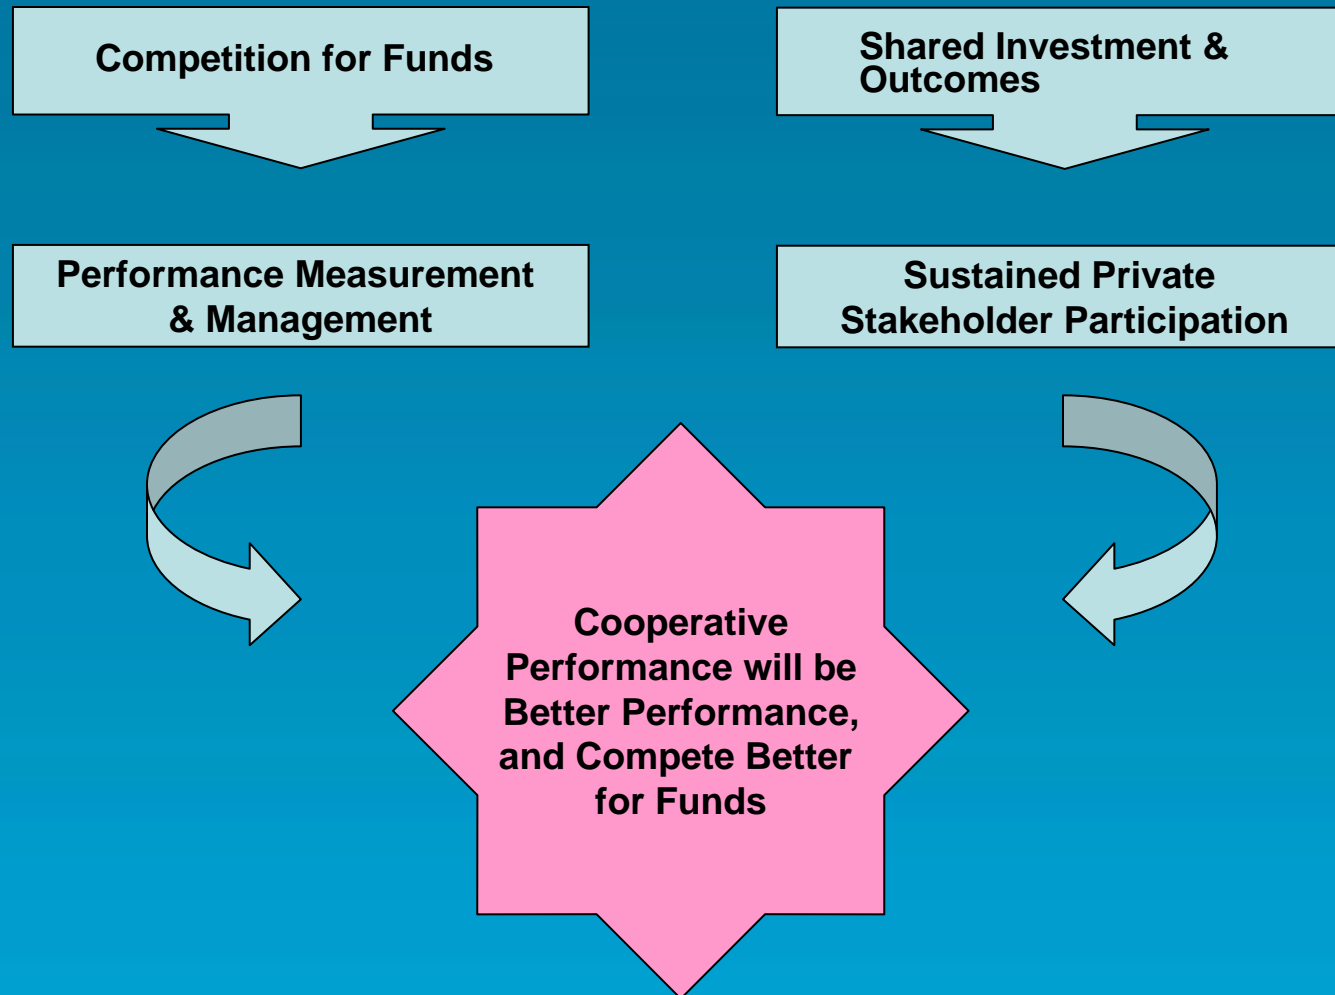 Competition for Funds
Shared Investment &
Outcomes
Performance Measurement
& Management
Sustained Private
Stakeholder Participation
Cooperative
Performance will be
Better Performance,
and Compete Better
for Funds